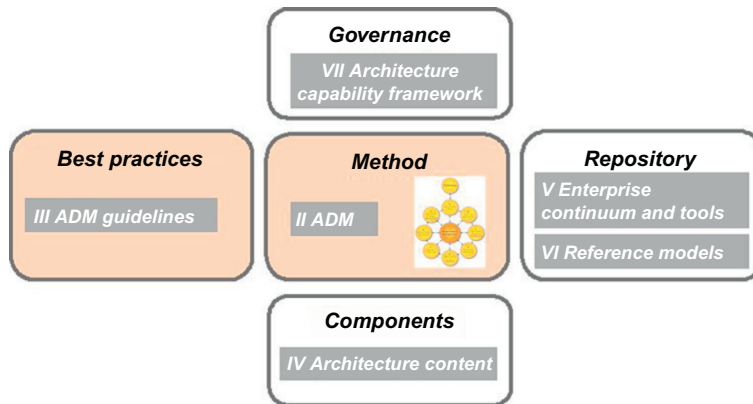 Governance
VII Architecture
capability framework
Best practices
III ADM guidelines
Method
II ADM
Repository
V Enterprise
continuum and tools
VI Reference models
Components
IV Architecture content